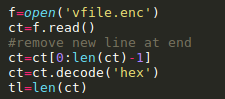 f=open('vfile.enc')
ct=f.read()
#remove new line at end
ct=ct[0:len(ct)-1]
ct=ct.decode('hex')
tl=len(ct)